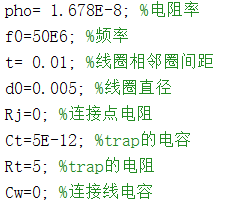 pho= 1.678E-8; %电阻率
f0=50E6; %频率
t= 0.01; %线圈相邻圈间距
d0=0.005; %线圈直径
Rj=0; %连接点电阻
Ct=5E-12; %trap的电容
Rt=5; %trap的电阻
Cw=0; %连接线电容